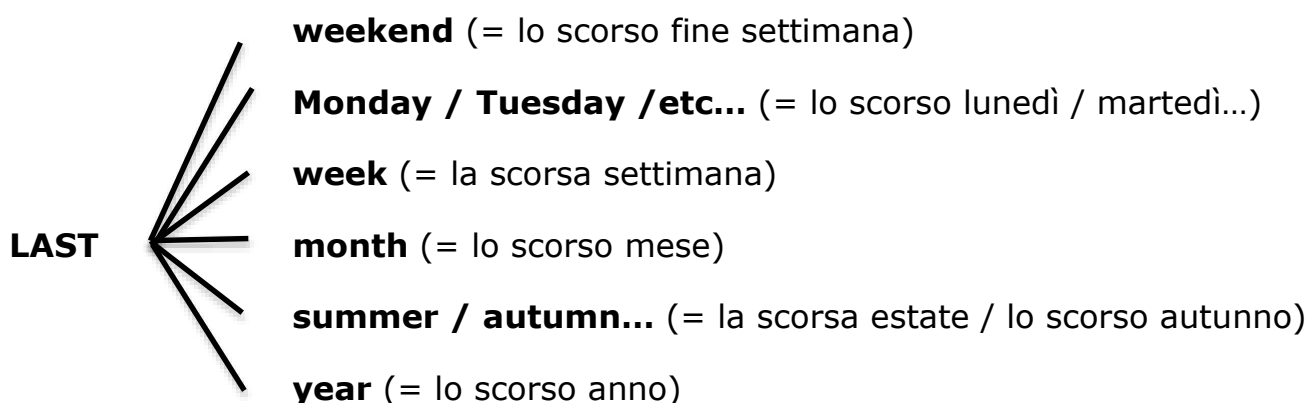 weekend (= lo scorso fine settimana)
Monday / Tuesday /etc... (= lo scorso lunedì / martedì…)
week (= la scorsa settimana)
LAST month (= lo scorso mese)
summer / autumn... (= la scorsa estate / lo scorso autunno)
year (= lo scorso anno)